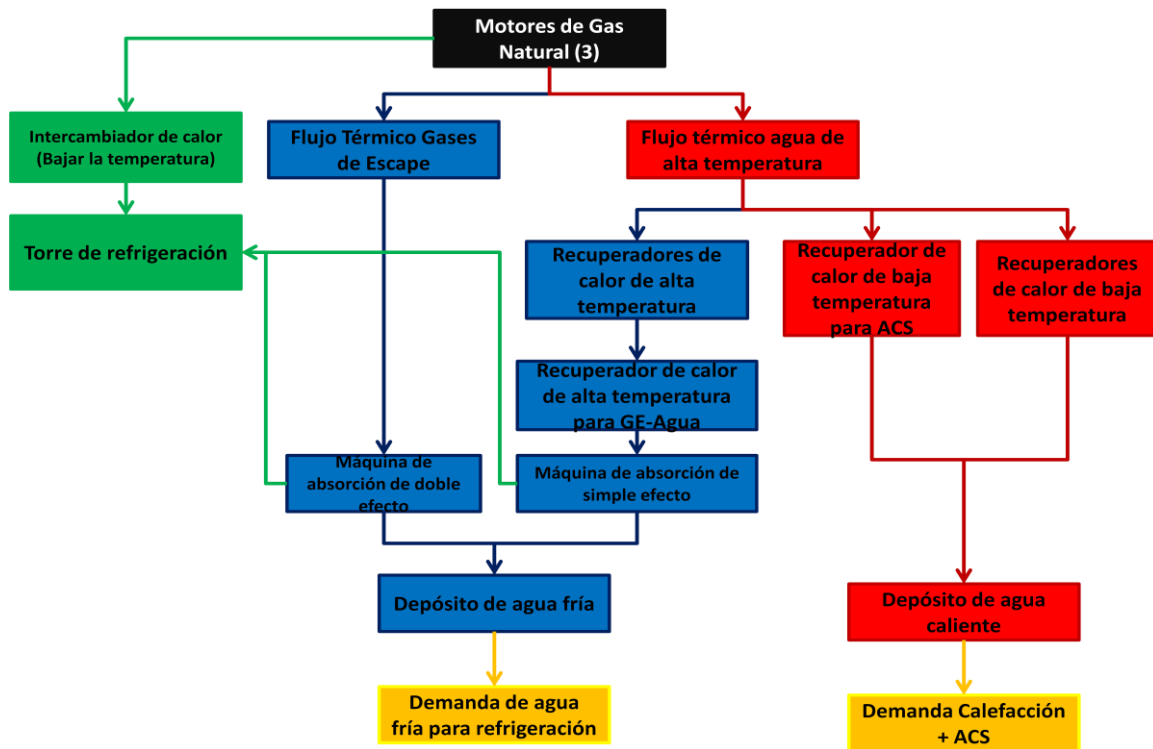 Motores de Gas
Natural (3)
Intercambiador de calor
(Bajar la temperatura)
Flujo Térmico Gases
de Escape
Flujo térmico agua de
alta temperatura
Torre de refrigeración
Recuperadores de
calor de alta
temperatura
Recuperador de
calor de baja
temperatura
para ACS
Recuperadores
de calor de baja
temperatura
Recuperador de calor
de alta temperatura
para GE-Agua
Máquina de
absorción de doble
efecto
Máquina de absorción de
simple efecto
Depósito de agua fría
Depósito de agua
caliente
Demanda de agua
fría para refrigeración
Demanda Calefacción
+ ACS